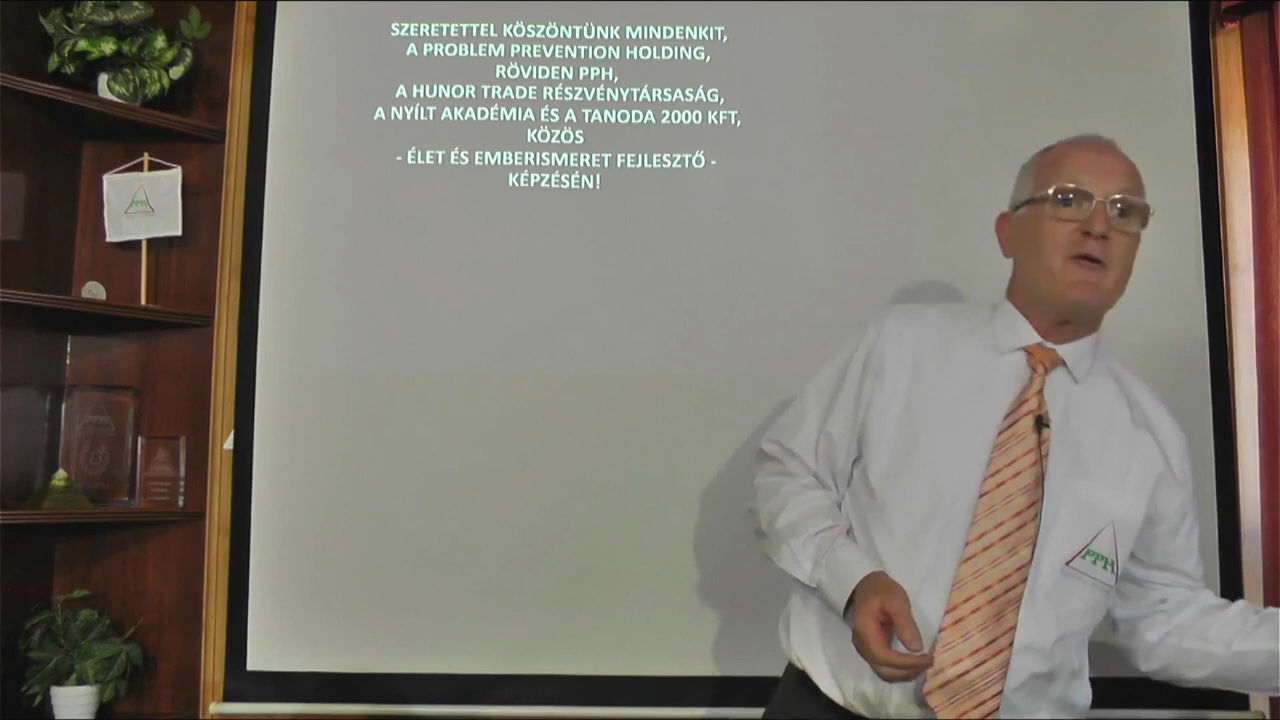 SZERETETTEL KÖSZÖNTÜNK MINDENKIT,
A PROBLEM PREVENTION HOLDING,
RÖVIDEN PPH,
A HUNOR TRADE RÉSZVÉNYTÁRSASÁG,
A NYÍLT AKADÉMIA ÉS A TANODA 2000 KFT,
KÖZÖS
- ÉLET ÉS EMBERISMERET FEJLESZTŐ -
KÉPZÉSÉN!
PPH
PPH
PPH